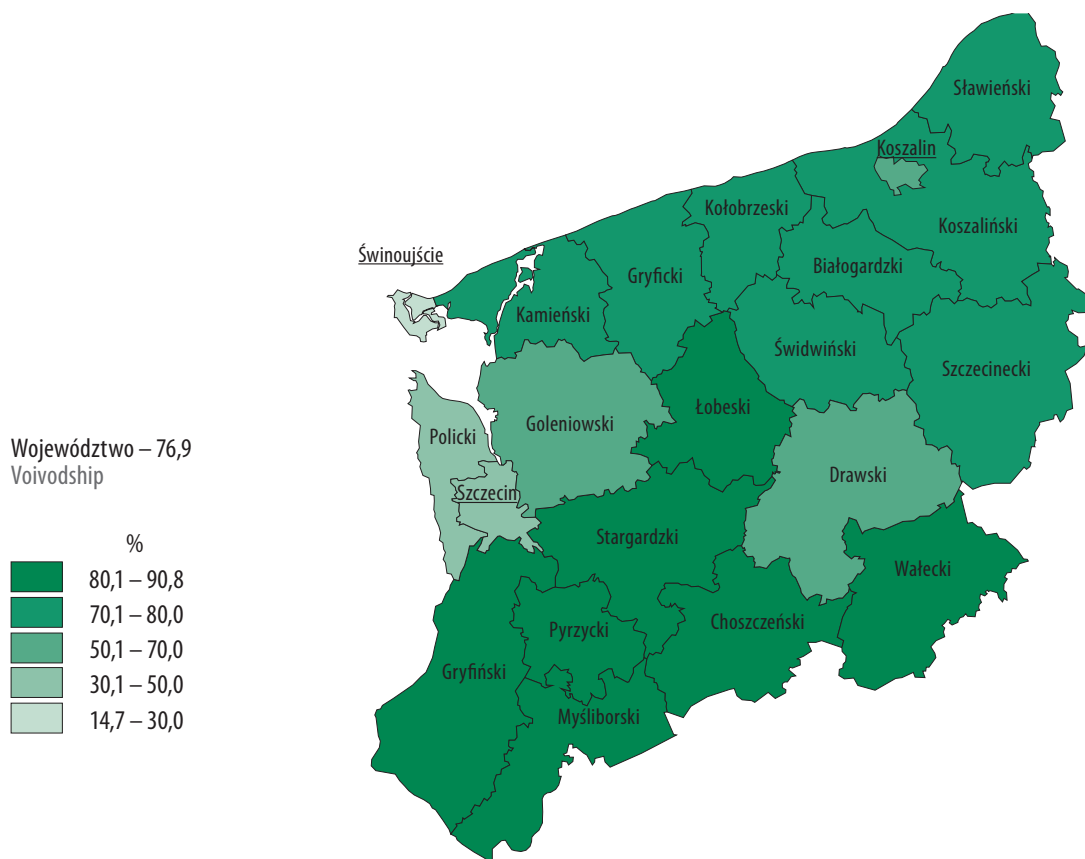 Sławieński
Koszalin
Kołobrzeski
Koszaliński
Świnoujście
Białogardzki
Gryficki
Kamieński
Świdwiński
Szczecinecki
Łobeski
Goleniowski
Policki
Województwo – 76,9
Voivodship
Drawski
Szczecin
Stargardzki
%
Wałecki
80,1 – 90,8
70,1 – 80,0
Choszczeński
Pyrzycki
50,1 – 70,0
Gryfiński
30,1 – 50,0
Myśliborski
14,7 – 30,0